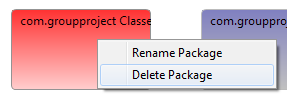 com.groupproject Classe
com.groupproj
Rename Package
Delete Package